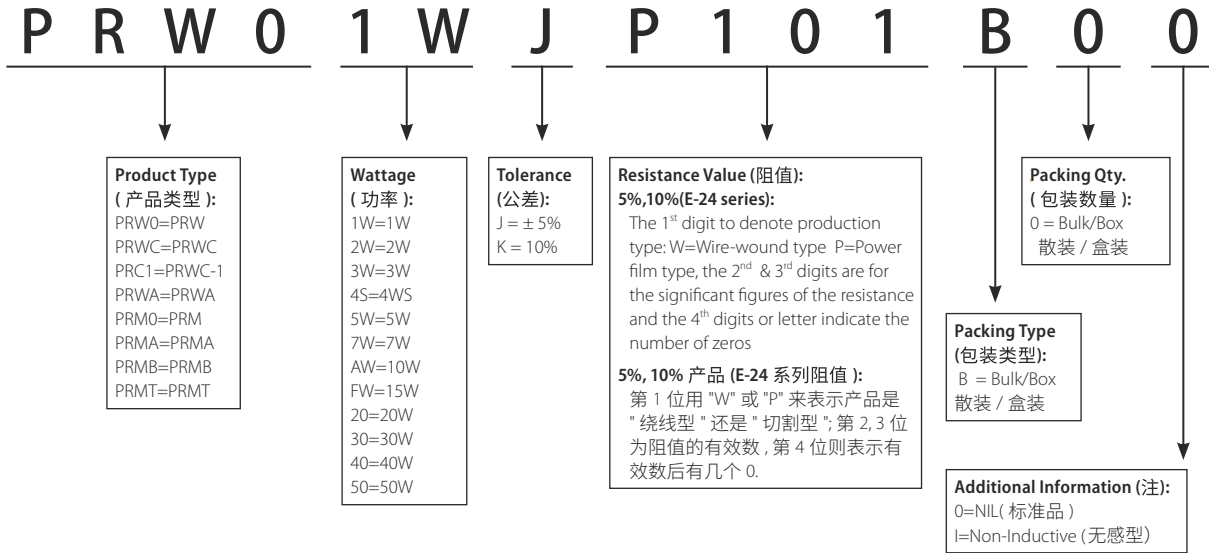 P R W 0 1 W J P 1 0 1 B 0 0
Product Type
( 产品类型 ):
PRW0=PRW
PRWC=PRWC
PRC1=PRWC-1
PRWA=PRWA
PRM0=PRM
PRMA=PRMA
PRMB=PRMB
PRMT=PRMT
Wattage
( 功率 ):
1W=1W
2W=2W
3W=3W
4S=4WS
5W=5W
7W=7W
AW=10W
FW=15W
20=20W
30=30W
40=40W
50=50W
Tolerance
(公差):
J = ± 5%
K = 10%
Resistance Value (阻值):
5%,10%(E-24 series):
The 1st digit to denote production
type: W=Wire-wound type P=Power
film type, the 2nd & 3rd digits are for
the significant figures of the resistance
and the 4th digits or letter indicate the
number of zeros
5%, 10% 产品 (E-24 系列阻值 ):
第 1 位用 "W" 或 "P" 来表示产品是
" 绕线型 " 还是 " 切割型 "; 第 2, 3 位
为阻值的有效数 , 第 4 位则表示有
效数后有几个 0.
Packing Qty.
( 包装数量 ):
0 = Bulk/Box
散装 / 盒装
Packing Type
(包装类型):
B = Bulk/Box
散装 / 盒装
Additional Information (注):
0=NIL( 标准品 )
I=Non-Inductive (无感型)